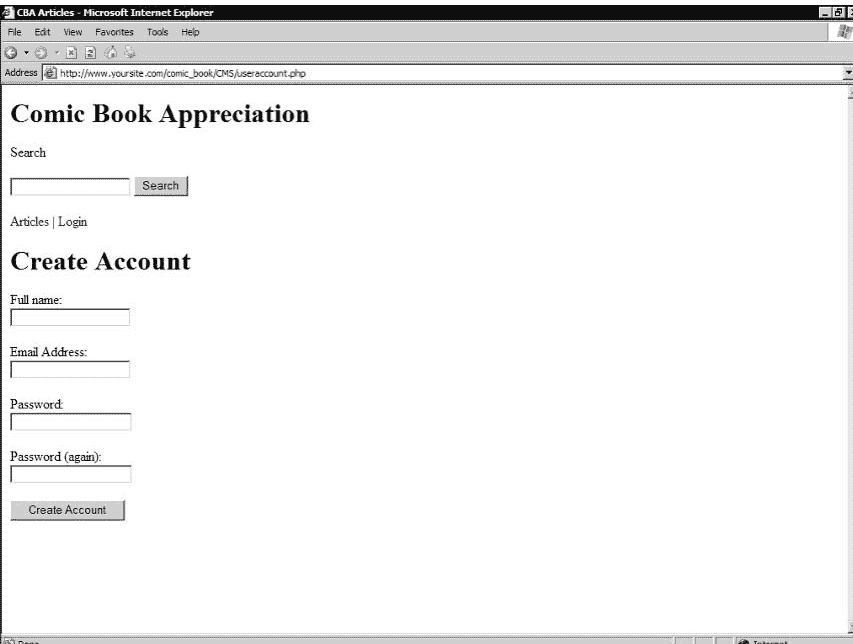 CBA Articles - Microsoft Internet Explorer
File Edit View Favorites Tools Help
Address http://www.yoursite.com/comic_book/CMS/useraccount.php
Comic Book Appreciation
Search
Search
Articles | Login
Create Account
Full name:
Email Address:
Password:
Password (again):
Create Account
Done Internet